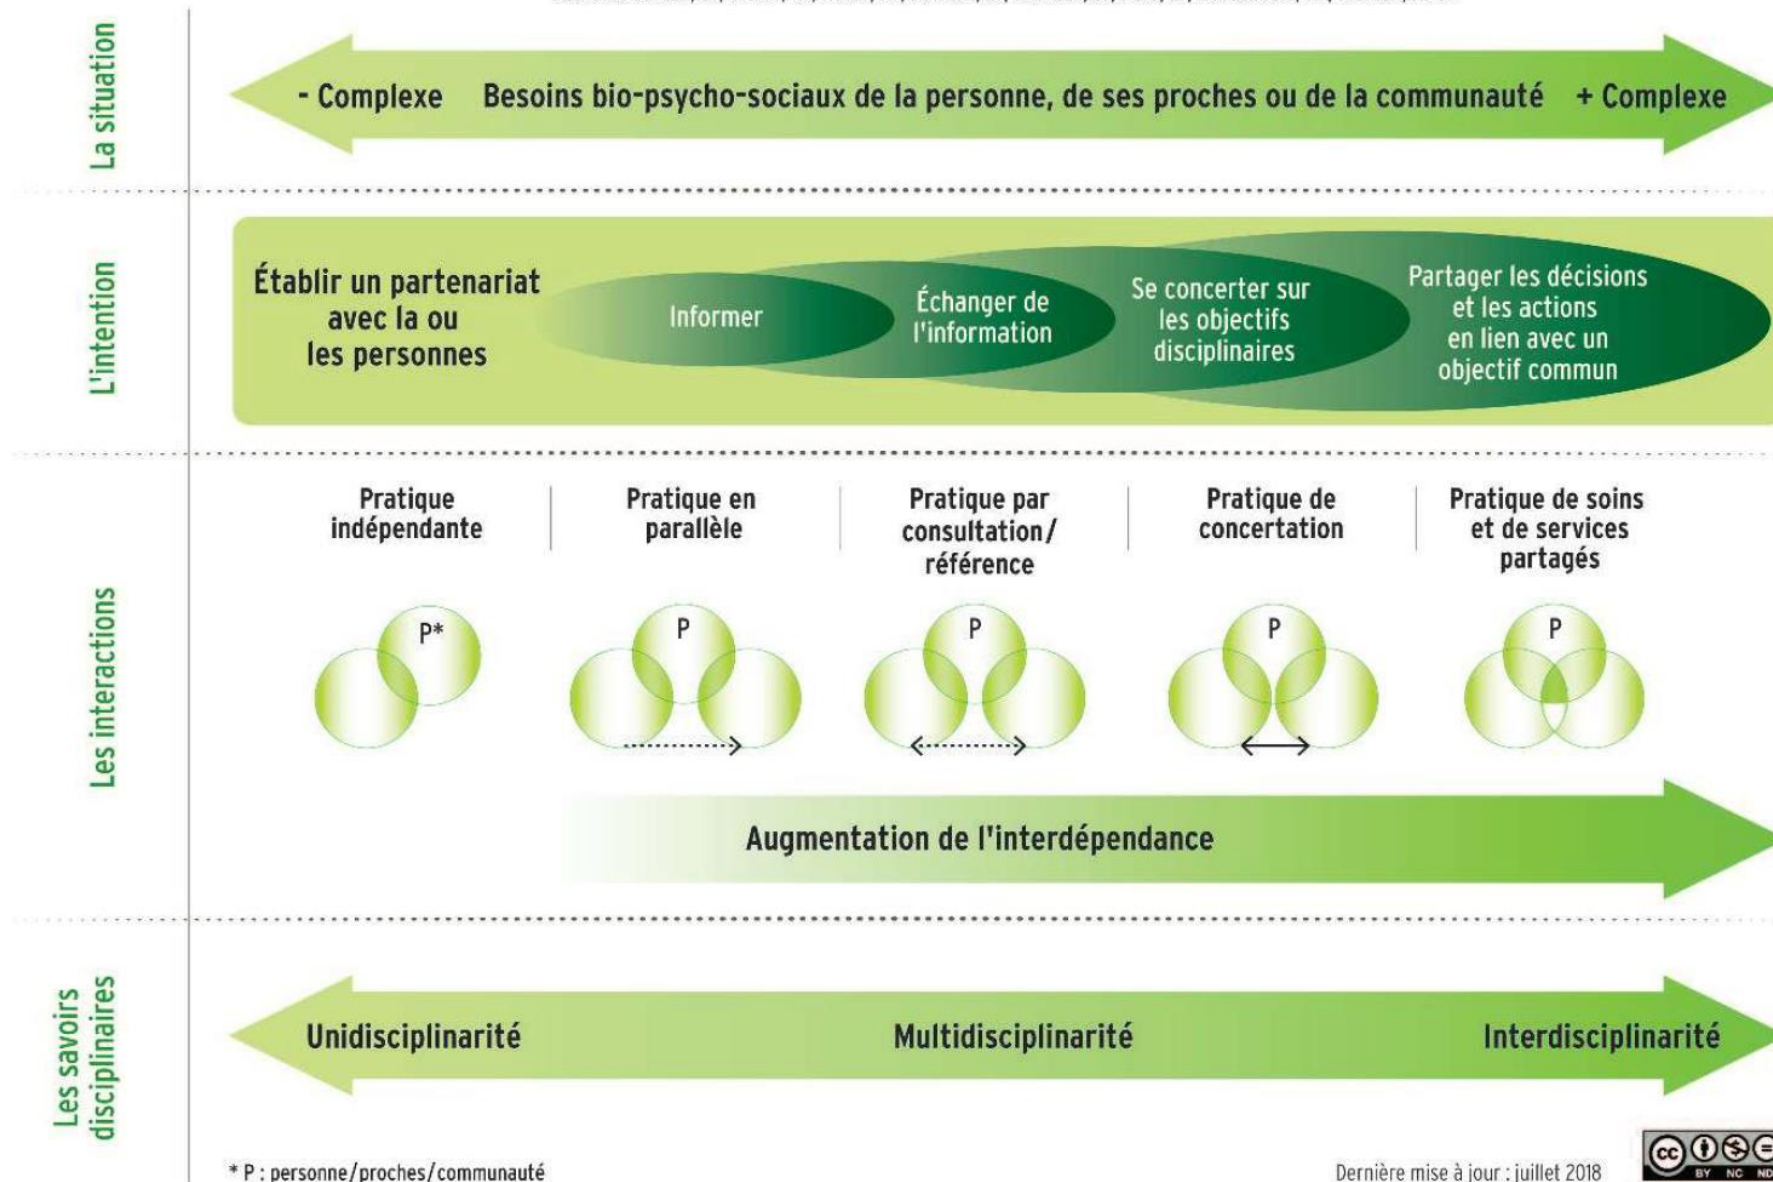 La situation
- Complexe Besoins bio-psycho-sociaux de la personne, de ses proches ou de la communauté + Complexe
L'intention
Établir un partenariat
avec la ou
les personnes
Informer
Échanger de
l'information
Se concerter sur
les objectifs
disciplinaires
Partager les décisions
et les actions
en lien avec un
objectif commun
Les interactions
Pratique
indépendante
Pratique en
parallèle
Pratique par
consultation/
référence
Pratique de
concertation
Pratique de soins
et de services
partagés
P*
P
P
P
P
Augmentation de l'interdépendance
Les savoirs
disciplinaires
Unidisciplinarité Multidisciplinarité Interdisciplinarité
* P : personne/proches/communauté
Dernière mise à jour : juillet 2018
cc
BY NC ND